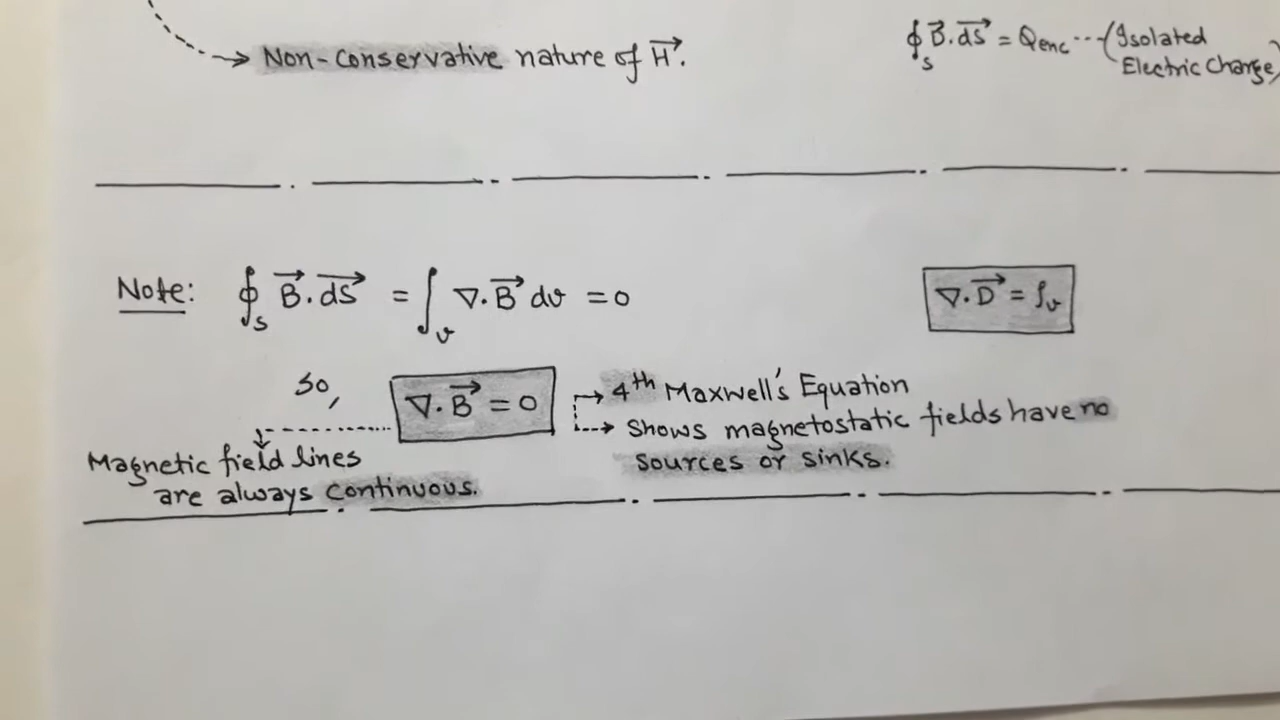 Non-conservative nature of H⃗.
∮ₛ B⃗.dS⃗ = Qenc ---(Isolated
Electric Charge)
Note: ∮ₛ B⃗.dS⃗ = ∫ᵥ ∇.B⃗ dv = 0
∇.D⃗ = ρᵥ
So, ∇.B⃗ = 0
4th Maxwell's Equation
Shows magnetostatic fields have no
sources or sinks.
Magnetic field lines
are always continuous.